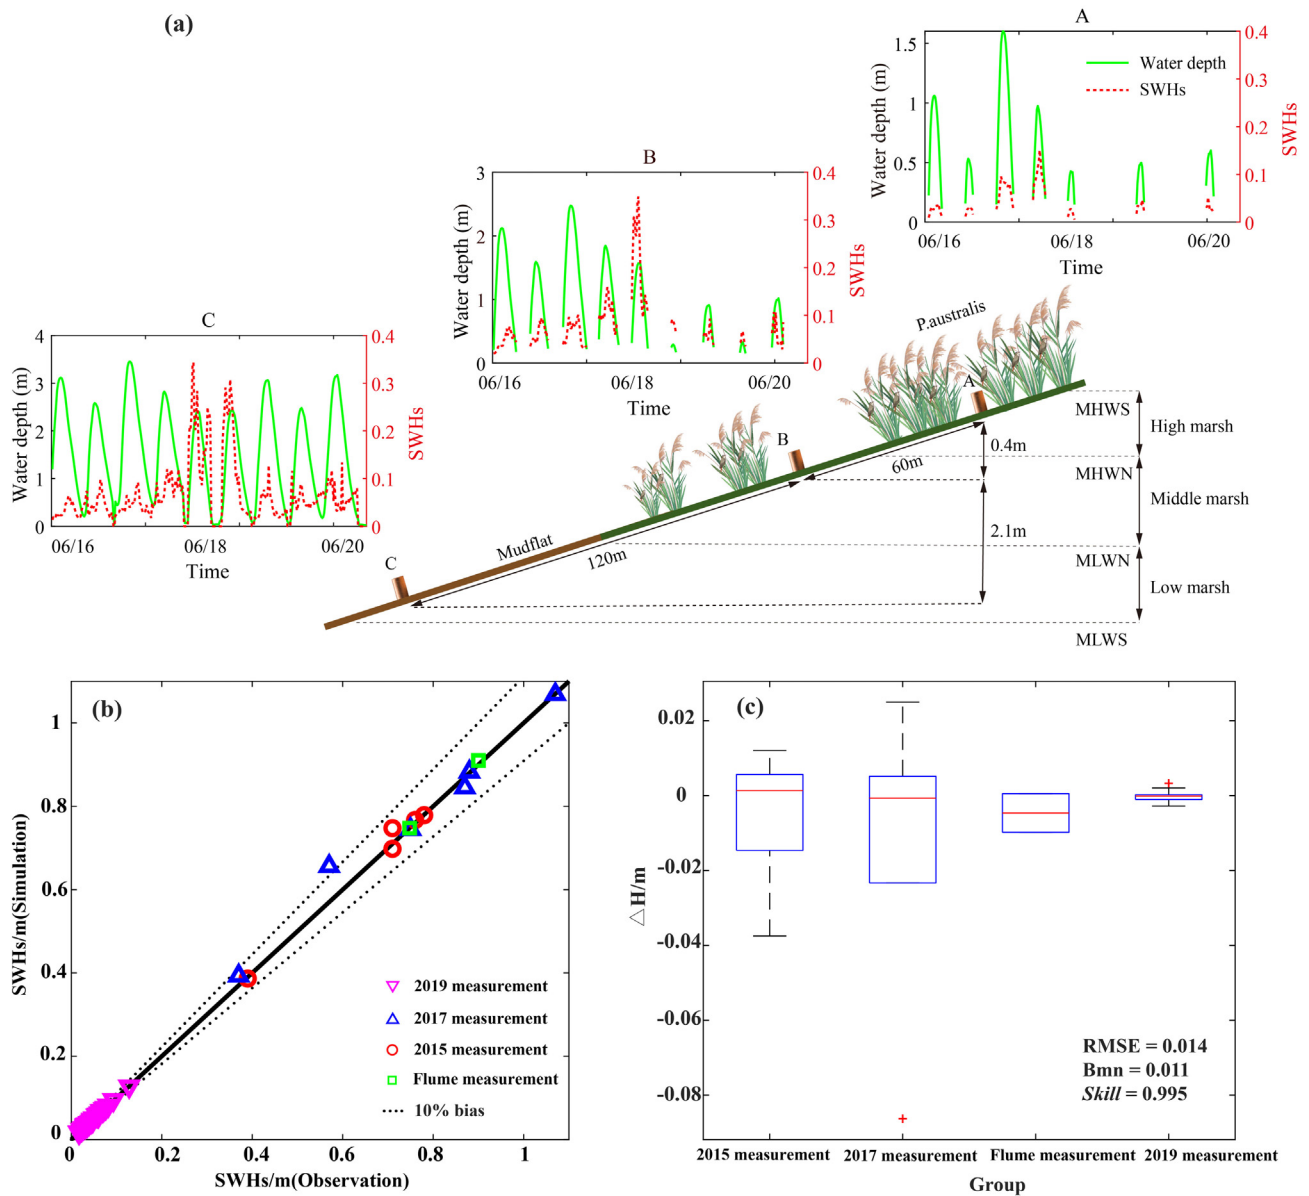 (a)
A
Water depth (m)
1.5
1
0.5
0
Water depth
SWHs
0.4
0.3
0.2
0.1
0
SWHs
06/16
06/18
06/20
Time
B
Water depth (m)
3
2
1
0
0.4
0.3
0.2
0.1
0
SWHs
06/16
06/18
06/20
Time
C
Water depth (m)
4
3
2
1
0
0.4
0.3
0.2
0.1
0
SWHs
06/16
06/18
06/20
Time
P.australis
A
B
C
Mudflat
60m
120m
0.4m
2.1m
MHWS
High marsh
MHWN
Middle marsh
MLWN
Low marsh
MLWS
(b)
SWHs/m(Simulation)
1
0.8
0.6
0.4
0.2
0
2019 measurement
2017 measurement
2015 measurement
Flume measurement
10% bias
0 0.2 0.4 0.6 0.8 1
SWHs/m(Observation)
(c)
△H/m
0.02
0
-0.02
-0.04
-0.06
-0.08
RMSE = 0.014
Bmn = 0.011
Skill = 0.995
2015 measurement 2017 measurement Flume measurement 2019 measurement
Group